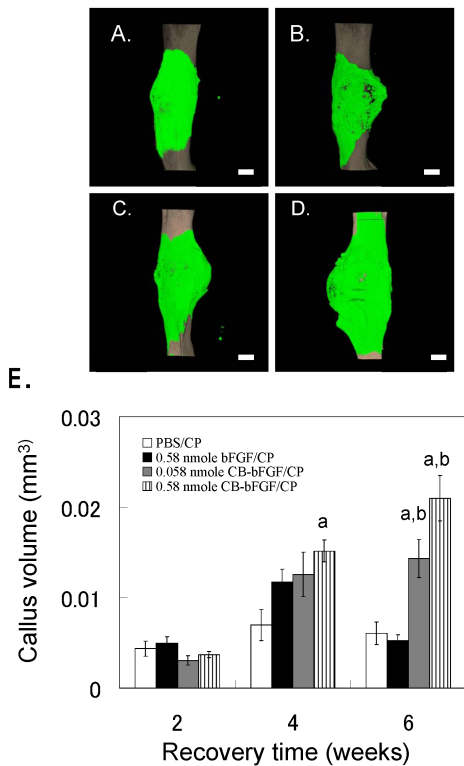 A.
B.
C.
D.
E.
0.03
0.02
0.01
0
Callus volume (mm³)
PBS/CP
0.58 nmole bFGF/CP
0.058 nmole CB-bFGF/CP
0.58 nmole CB-bFGF/CP
a
a,b
a,b
2
4
6
Recovery time (weeks)